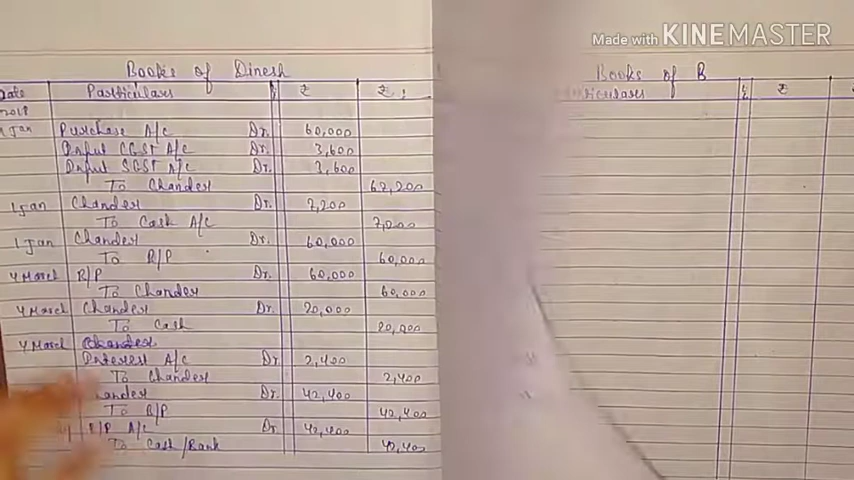 Made with KINEMASTER
Books of Dinesh
Date Particulars ₹ ₹
2018
1 Jan Purchase A/c Dr. 60,000
Input CGST A/c Dr. 3,600
Input SGST A/c Dr. 3,600
To Chander 67,200
1 Jan Chander Dr. 7,200
To Cash A/c 7,200
1 Jan Chander Dr. 60,000
To B/P 60,000
4 March B/P Dr. 60,000
To Chander 60,000
4 March Chander Dr. 20,000
To Cash 20,000
4 March
Interest A/c Dr. 2,400
To Chander 2,400
hander Dr. 42,400
To B/P 42,400
B/P A/c Dr. 42,400
To Cash/Bank 42,400
Books of B
ticulars ₹